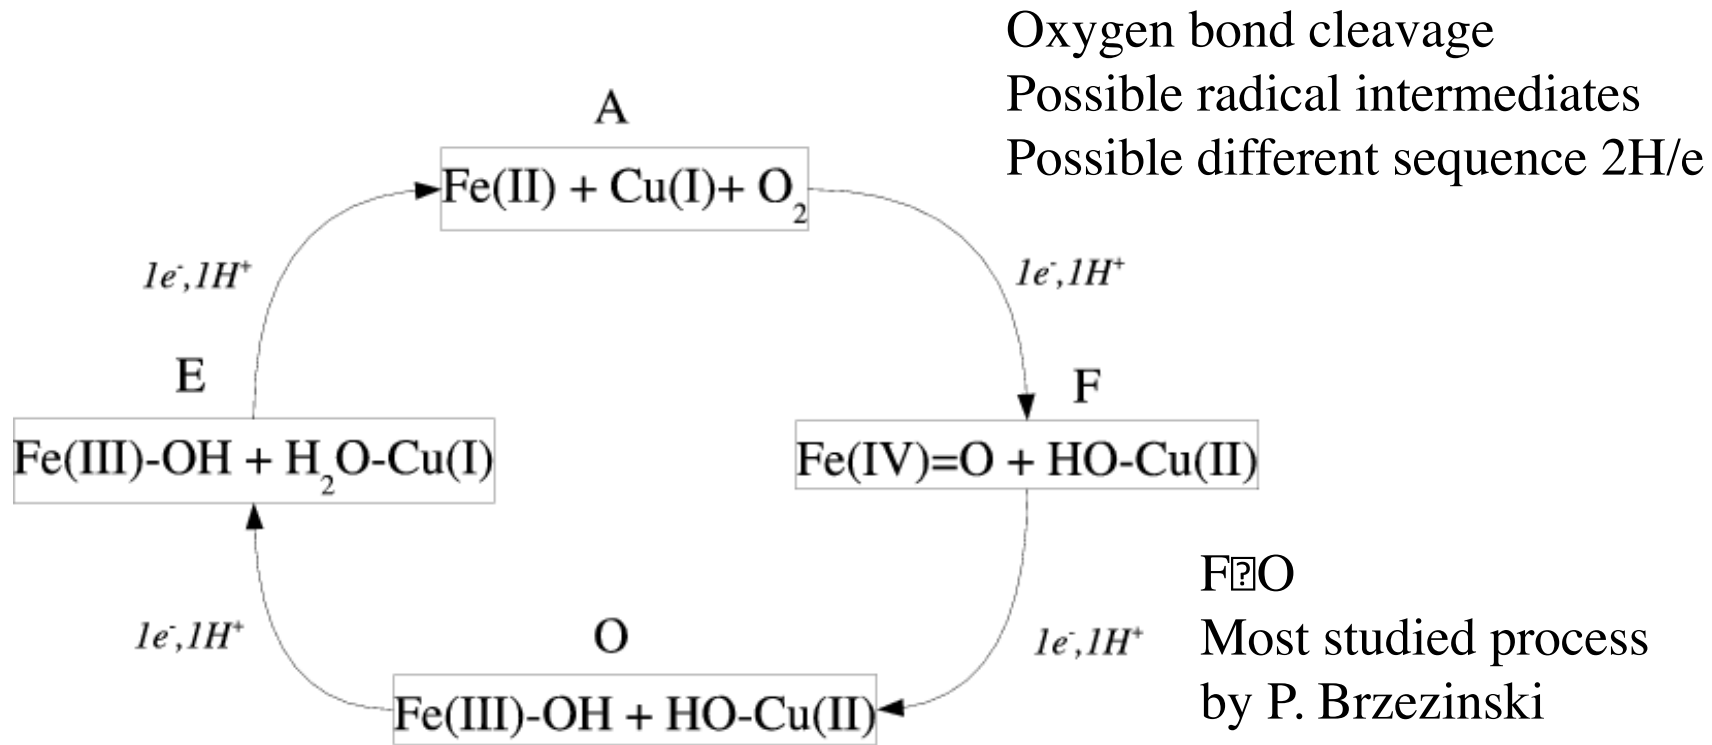 Oxygen bond cleavage
Possible radical intermediates
Possible different sequence 2H/e
A
Fe(II) + Cu(I)+ O₂
1e⁻,1H⁺
1e⁻,1H⁺
E
F
Fe(III)-OH + H₂O-Cu(I)
Fe(IV)=O + HO-Cu(II)
F⍰O
Most studied process
by P. Brzezinski
1e⁻,1H⁺
1e⁻,1H⁺
O
Fe(III)-OH + HO-Cu(II)